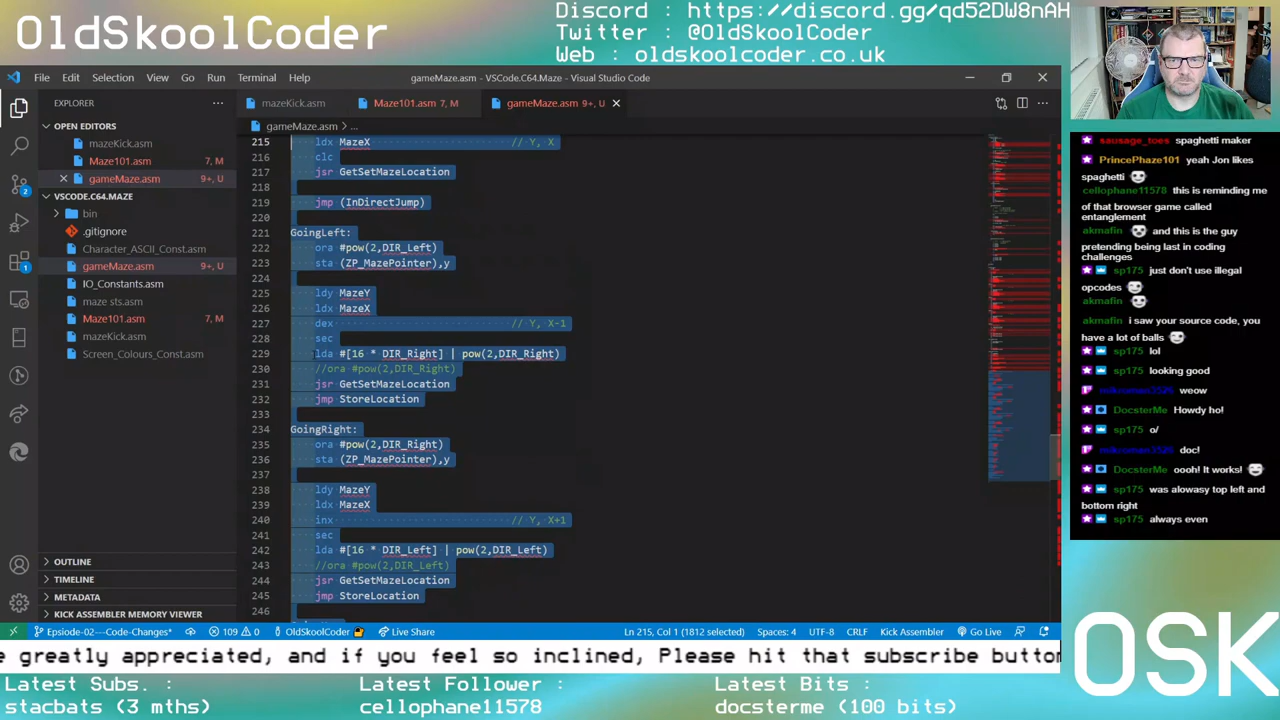 OldSkoolCoder
Discord : https://discord.gg/qd52DW8nAH
Twitter : @OldSkoolCoder
Web : oldskoolcoder.co.uk
File Edit Selection View Go Run Terminal Help
gameMaze.asm - VSCode.C64.Maze - Visual Studio Code
EXPLORER
OPEN EDITORS
mazeKick.asm
Maze101.asm 7, M
gameMaze.asm 9+, U
VSCODE.C64.MAZE
bin
.gitignore
Character_ASCII_Const.asm
gameMaze.asm 9+, U
IO_Constants.asm
maze sts.asm
Maze101.asm 7, M
mazeKick.asm
Screen_Colours_Const.asm
OUTLINE
TIMELINE
METADATA
KICK ASSEMBLER MEMORY VIEWER
mazeKick.asm Maze101.asm 7, M gameMaze.asm 9+, U
gameMaze.asm > ...
215 ldx MazeX // Y, X
216 clc
217 jsr GetSetMazeLocation
218
219 jmp (InDirectJump)
220
221 GoingLeft:
222 ora #pow(2,DIR_Left)
223 sta (ZP_MazePointer),y
224
225 ldy MazeY
226 ldx MazeX
227 dex // Y, X-1
228 sec
229 lda #[16 * DIR_Right] | pow(2,DIR_Right)
230 //ora #pow(2,DIR_Right)
231 jsr GetSetMazeLocation
232 jmp StoreLocation
233
234 GoingRight:
235 ora #pow(2,DIR_Right)
236 sta (ZP_MazePointer),y
237
238 ldy MazeY
239 ldx MazeX
240 inx // Y, X+1
241 sec
242 lda #[16 * DIR_Left] | pow(2,DIR_Left)
243 //ora #pow(2,DIR_Left)
244 jsr GetSetMazeLocation
245 jmp StoreLocation
246
Epsiode-02---Code-Changes* 109 0 OldSkoolCoder Live Share Ln 215, Col 1 (1812 selected) Spaces: 4 UTF-8 CRLF Kick Assembler Go Live
sausage_toes spaghetti maker
PrincePhaze101 yeah Jon likes
spaghetti
cellophane11578 this is reminding me
of that browser game called
entanglement
akmafin and this is the guy
pretending being last in coding
challenges
sp175 just don't use illegal
opcodes
akmafin
akmafin i saw your source code, you
have a lot of balls
sp175 lol
sp175 looking good
weow
DocsterMe Howdy ho!
sp175 o/
doc!
DocsterMe oooh! It works!
sp175 was alowasy top left and
bottom right
sp175 always even
OSK
e greatly appreciated, and if you feel so inclined, Please hit that subscribe button
Latest Subs. :
stacbats (3 mths)
Latest Follower :
cellophane11578
Latest Bits :
docsterme (100 bits)